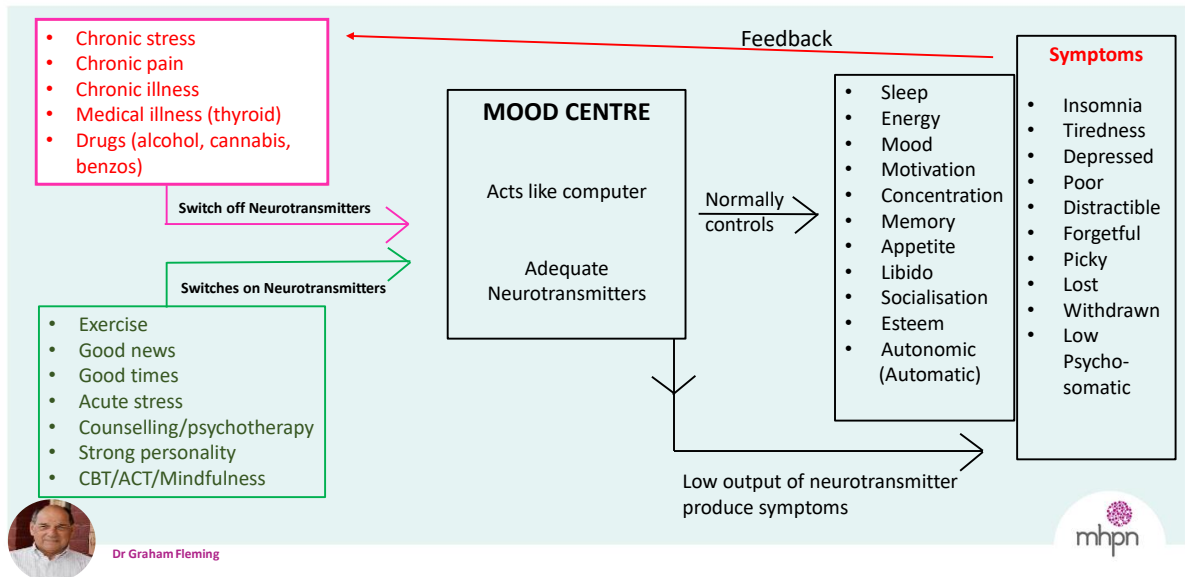 Chronic stress
Chronic pain
Chronic illness
Medical illness (thyroid)
Drugs (alcohol, cannabis,
benzos)
Switch off Neurotransmitters
Switches on Neurotransmitters
Exercise
Good news
Good times
Acute stress
Counselling/psychotherapy
Strong personality
CBT/ACT/Mindfulness
MOOD CENTRE
Acts like computer
Adequate
Neurotransmitters
Normally
controls
Feedback
Sleep
Energy
Mood
Motivation
Concentration
Memory
Appetite
Libido
Socialisation
Esteem
Autonomic
(Automatic)
Symptoms
Insomnia
Tiredness
Depressed
Poor
Distractible
Forgetful
Picky
Lost
Withdrawn
Low
Psycho-
somatic
Low output of neurotransmitter
produce symptoms
Dr Graham Fleming
mhpn